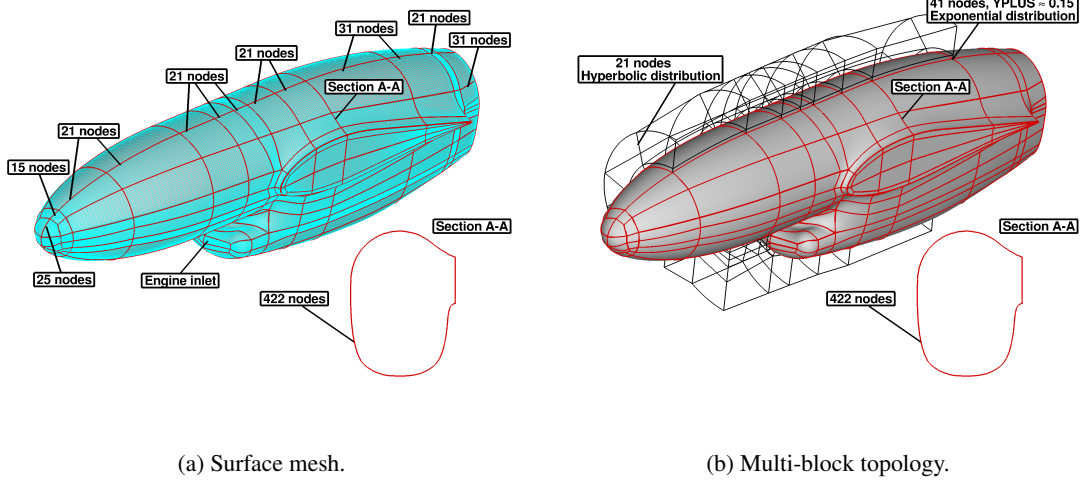 21 nodes
31 nodes
31 nodes
21 nodes
21 nodes
Section A-A
21 nodes
15 nodes
Section A-A
25 nodes
Engine inlet
422 nodes
(a) Surface mesh.
41 nodes, YPLUS ≈ 0.15
Exponential distribution
21 nodes
Hyperbolic distribution
Section A-A
Section A-A
422 nodes
(b) Multi-block topology.